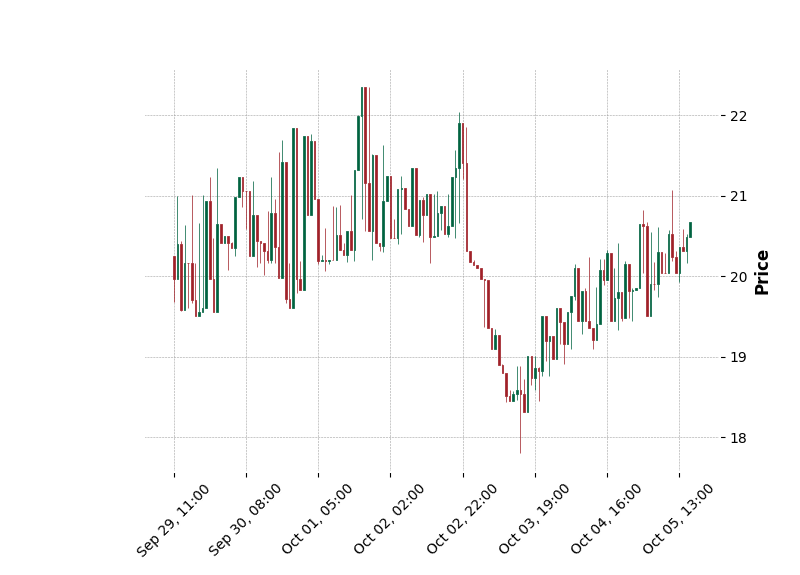 22
21
20
19
18
Price
Sep 29, 11:00
Sep 30, 08:00
Oct 01, 05:00
Oct 02, 02:00
Oct 02, 22:00
Oct 03, 19:00
Oct 04, 16:00
Oct 05, 13:00